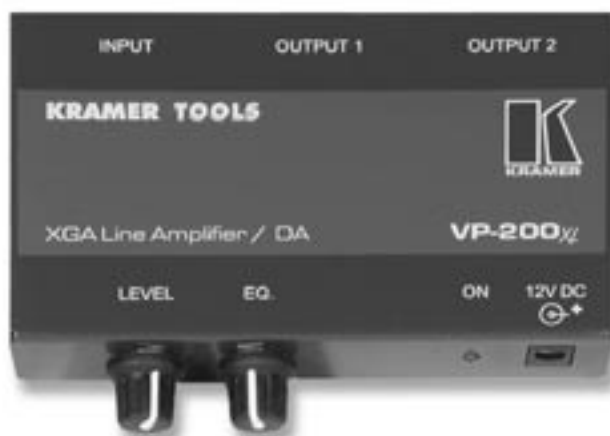 INPUT OUTPUT 1 OUTPUT 2
KRAMER TOOLS
KRAMER
XGA Line Amplifier / DA VP-200xl
LEVEL EQ. ON 12V DC
+